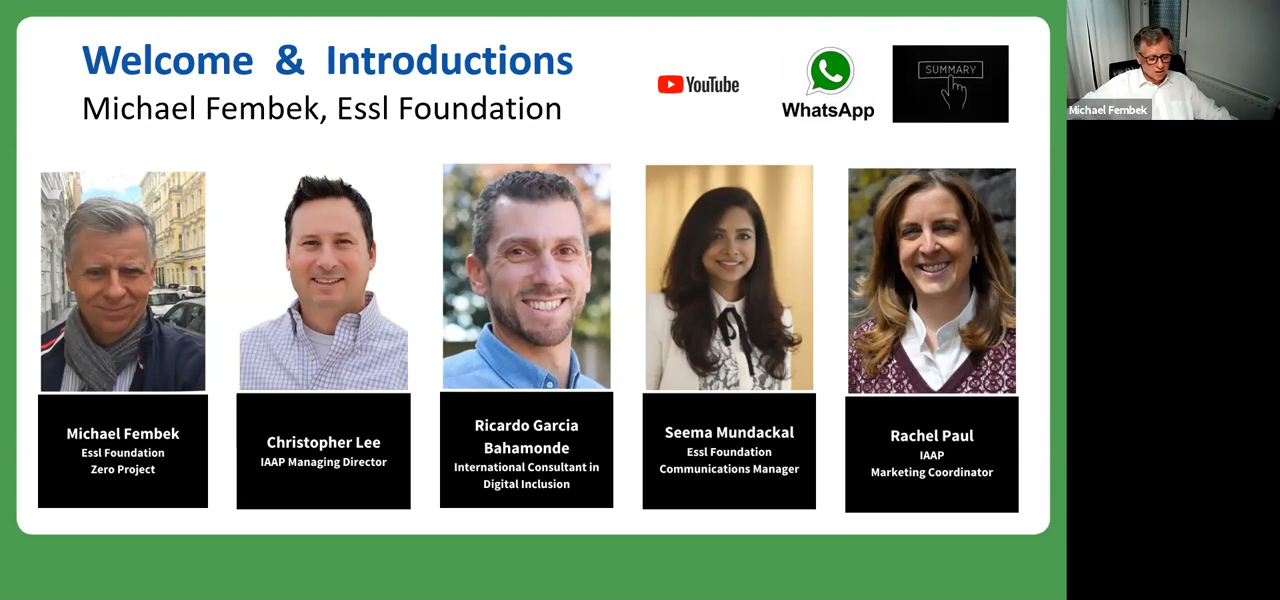 Welcome & Introductions
Michael Fembek, Essl Foundation
YouTube
WhatsApp
SUMMARY
Michael Fembek
Michael Fembek
Essl Foundation
Zero Project
Christopher Lee
IAAP Managing Director
Ricardo Garcia
Bahamonde
International Consultant in
Digital Inclusion
Seema Mundackal
Essl Foundation
Communications Manager
Rachel Paul
IAAP
Marketing Coordinator